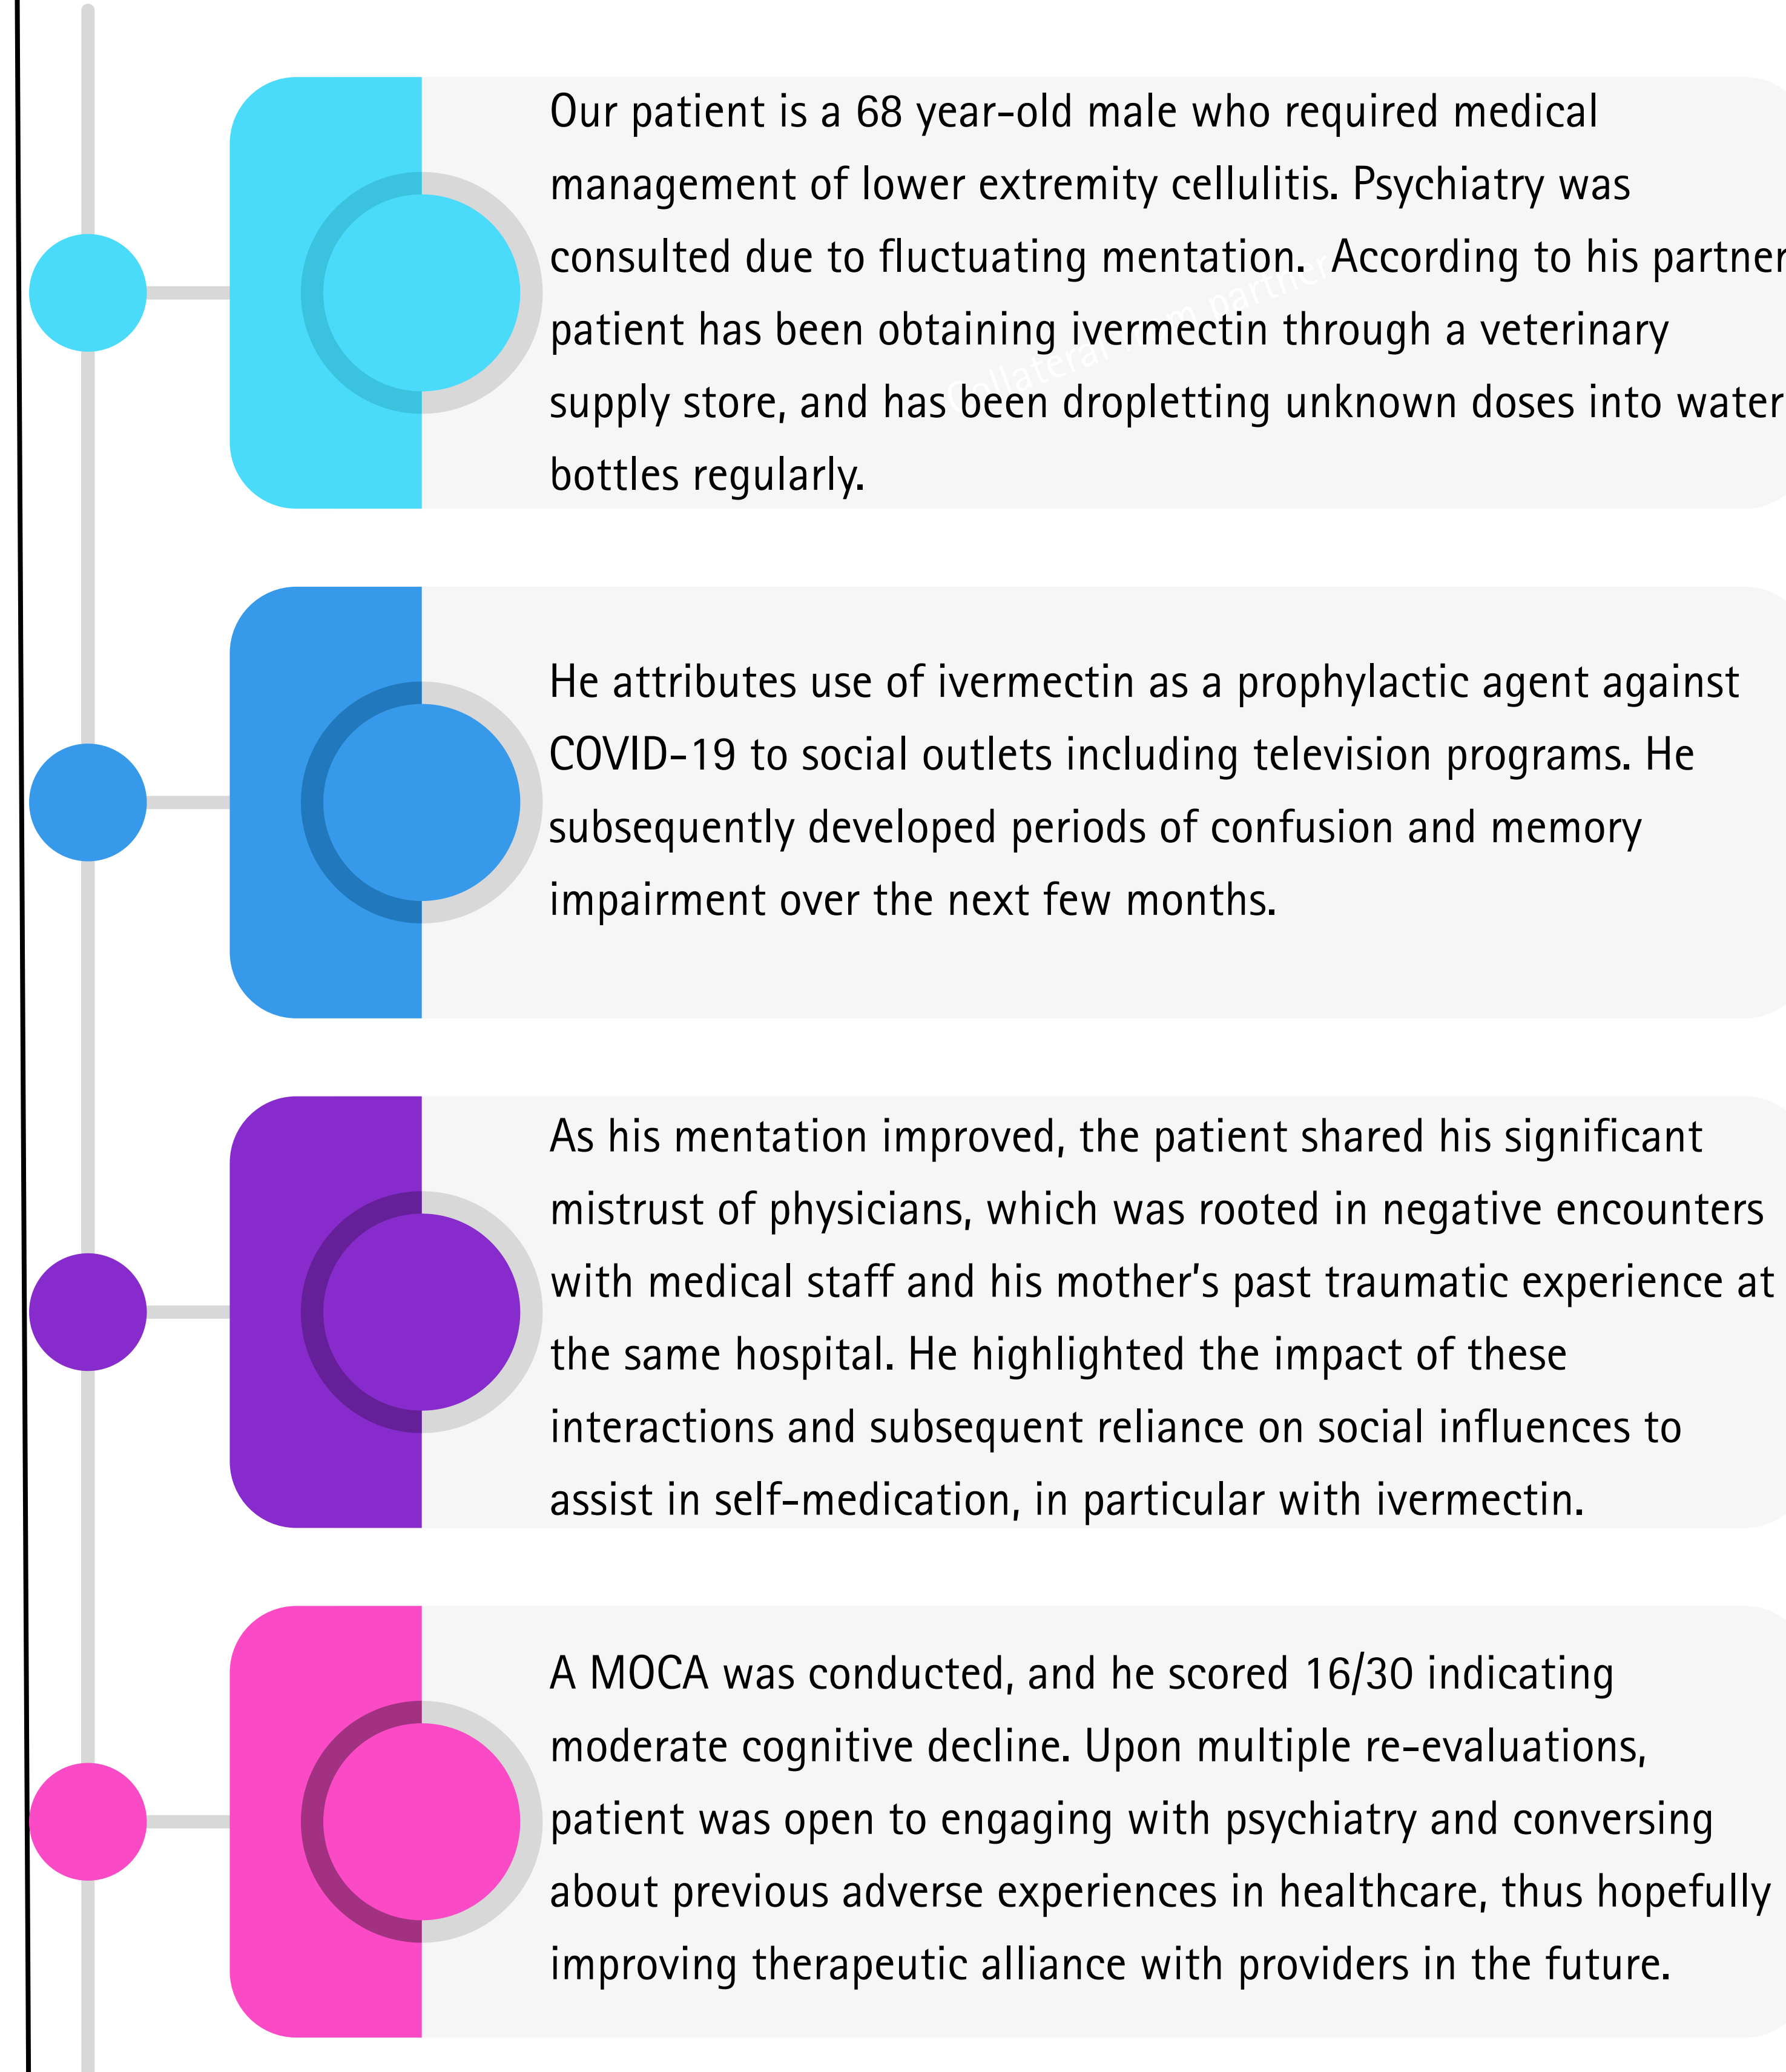 Our patient is a 68 year-old male who required medical
management of lower extremity cellulitis. Psychiatry was
consulted due to fluctuating mentation. According to his partner
patient has been obtaining ivermectin through a veterinary
supply store, and has been dropletting unknown doses into water
bottles regularly.
Collateral from partner
He attributes use of ivermectin as a prophylactic agent against
COVID-19 to social outlets including television programs. He
subsequently developed periods of confusion and memory
impairment over the next few months.
As his mentation improved, the patient shared his significant
mistrust of physicians, which was rooted in negative encounters
with medical staff and his mother's past traumatic experience at
the same hospital. He highlighted the impact of these
interactions and subsequent reliance on social influences to
assist in self-medication, in particular with ivermectin.
A MOCA was conducted, and he scored 16/30 indicating
moderate cognitive decline. Upon multiple re-evaluations,
patient was open to engaging with psychiatry and conversing
about previous adverse experiences in healthcare, thus hopefully
improving therapeutic alliance with providers in the future.